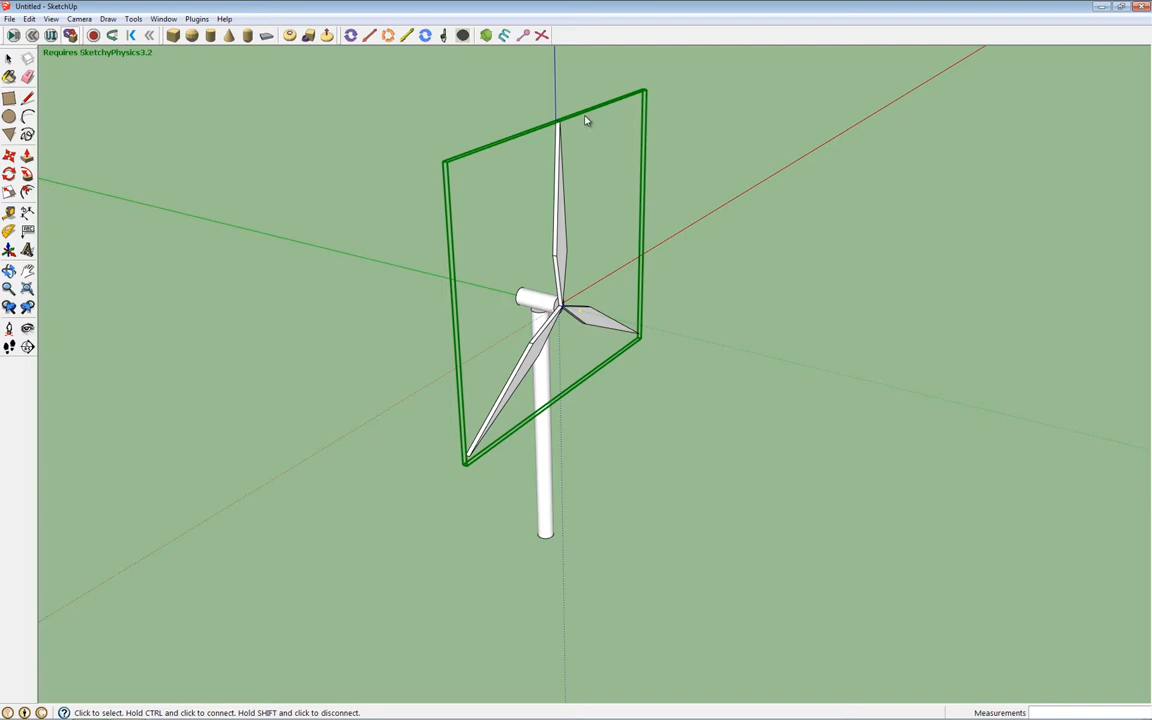 Untitled - SketchUp
File Edit View Camera Draw Tools Window Plugins Help
Requires SketchyPhysics3.2
Click to select. Hold CTRL and click to connect. Hold SHIFT and click to disconnect.
Measurements